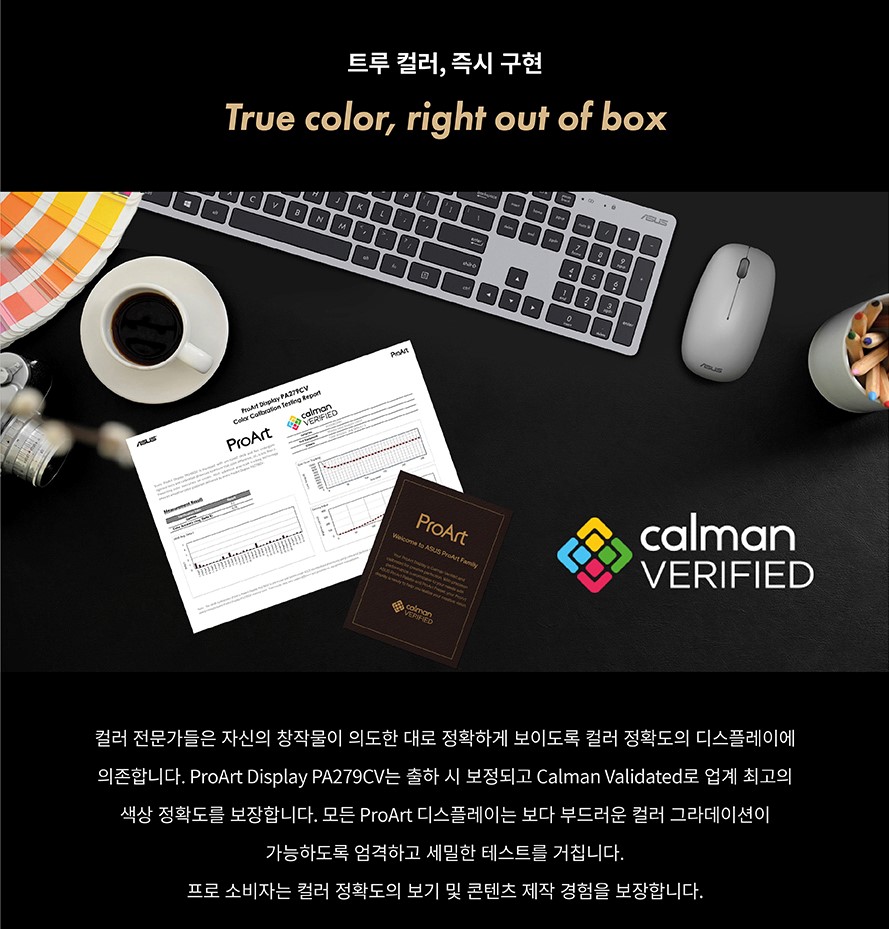 트루 컬러, 즉시 구현
True color, right out of box
ASUS
ASUS
ProArt
ProArt Display PA279CV
Color Calibration Testing Report
ASUS
ProArt
calman
VERIFIED
Measurement Result
ProArt
Welcome to ASUS ProArt Family
calman
VERIFIED
calman
VERIFIED
컬러 전문가들은 자신의 창작물이 의도한 대로 정확하게 보이도록 컬러 정확도의 디스플레이에
의존합니다. ProArt Display PA279CV는 출하 시 보정되고 Calman Validated로 업계 최고의
색상 정확도를 보장합니다. 모든 ProArt 디스플레이는 보다 부드러운 컬러 그라데이션이
가능하도록 엄격하고 세밀한 테스트를 거칩니다.
프로 소비자는 컬러 정확도의 보기 및 콘텐츠 제작 경험을 보장합니다.